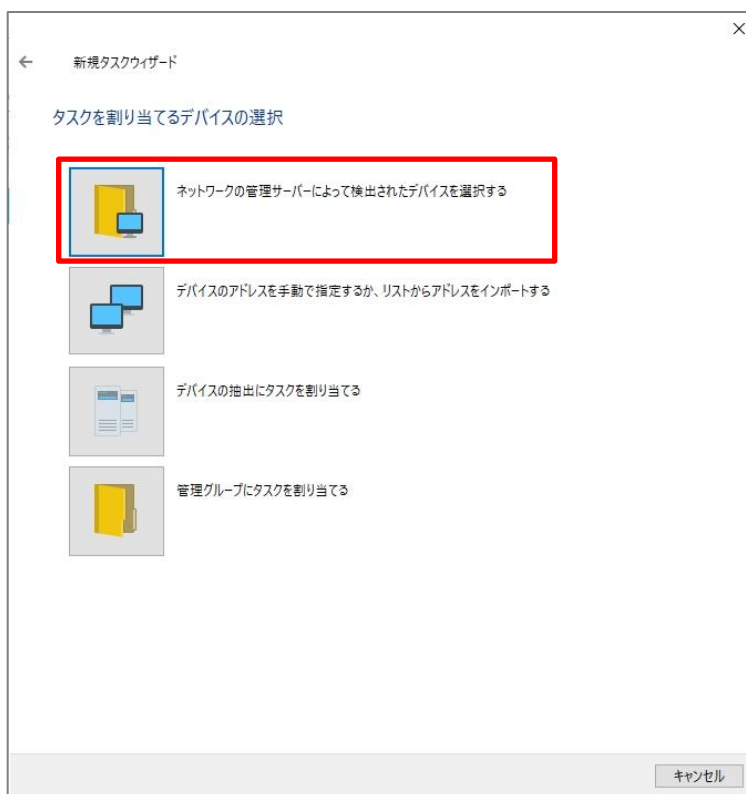 新規タスクウィザード
タスクを割り当てるデバイスの選択
ネットワークの管理サーバーによって検出されたデバイスを選択する
デバイスのアドレスを手動で指定するか、リストからアドレスをインポートする
デバイスの抽出にタスクを割り当てる
管理グループにタスクを割り当てる
キャンセル